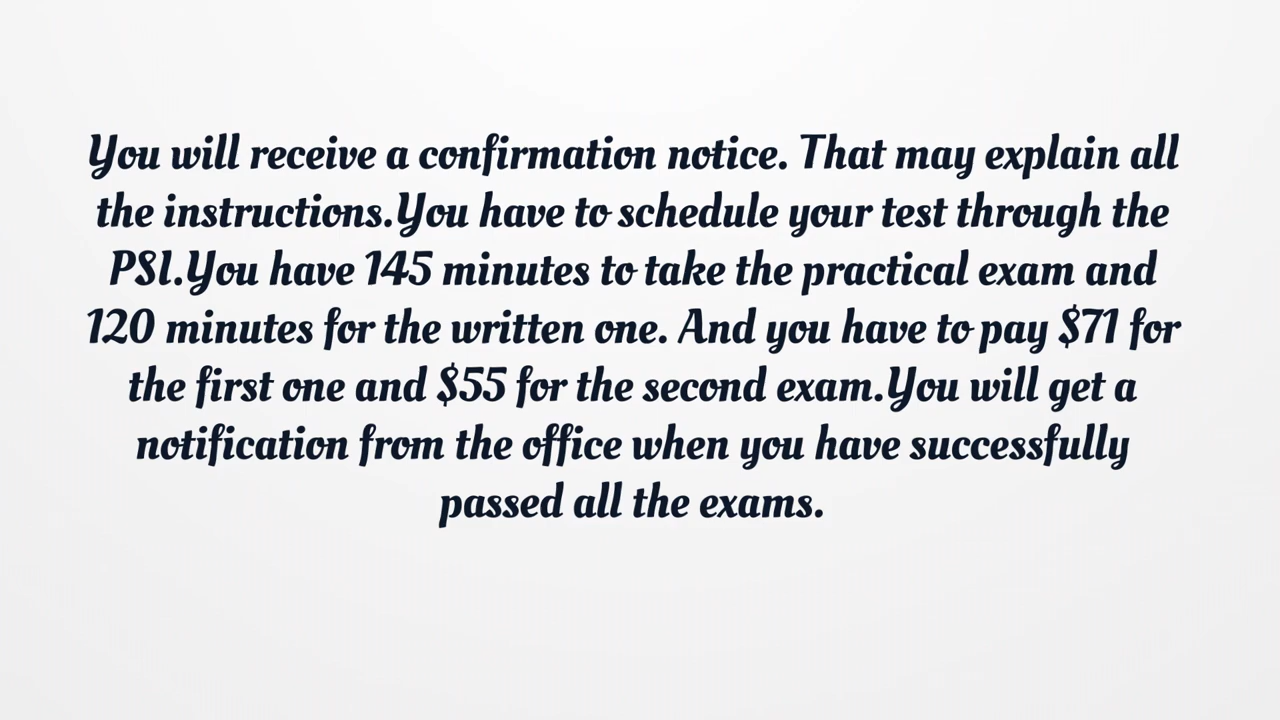 You will receive a confirmation notice. That may explain all
the instructions.You have to schedule your test through the
PSI.You have 145 minutes to take the practical exam and
120 minutes for the written one. And you have to pay $71 for
the first one and $55 for the second exam.You will get a
notification from the office when you have successfully
passed all the exams.